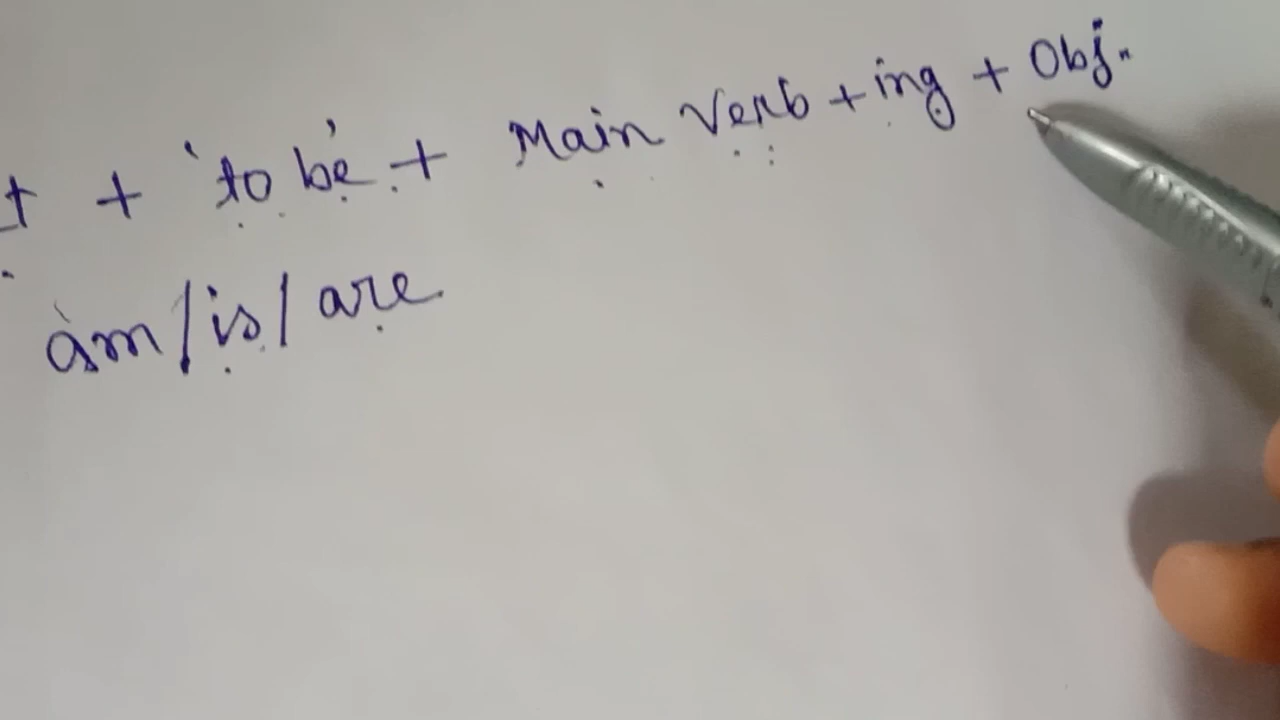 + 'to be' + Main Verb + ing + Obj.
am/is/are